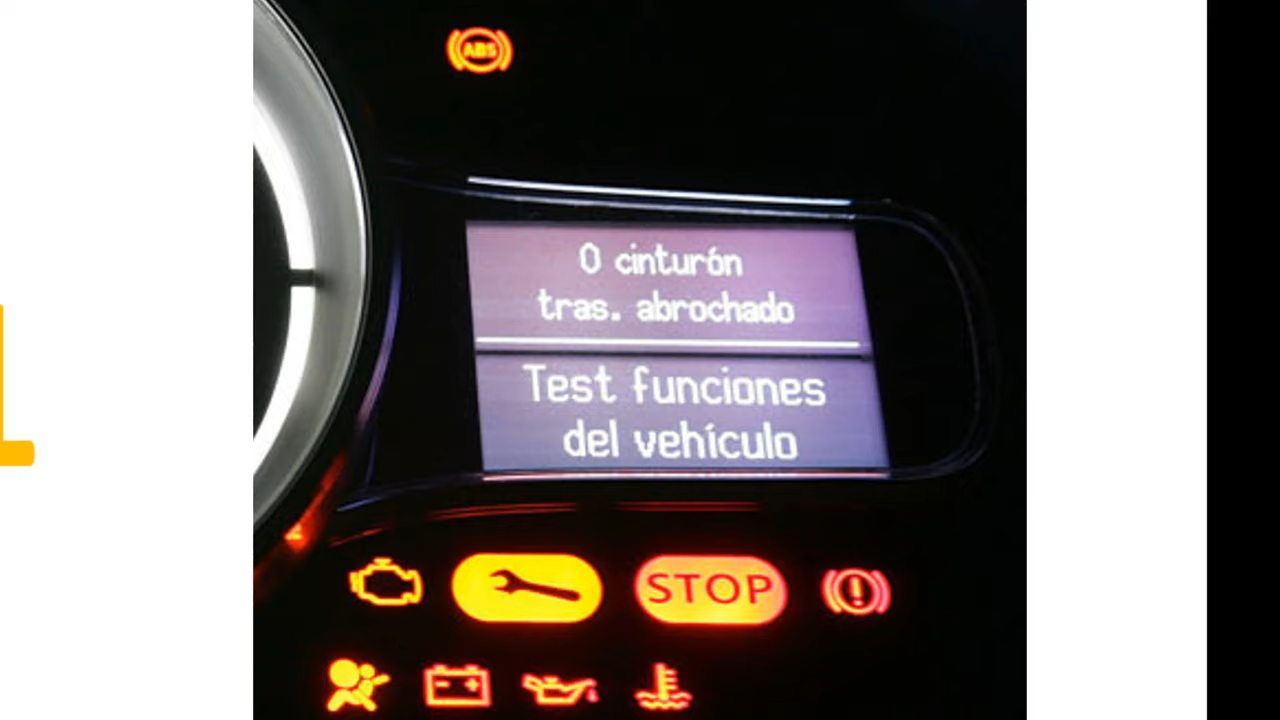 ABS
0 cinturón
tras. abrochado
Test funciones
del vehículo
STOP